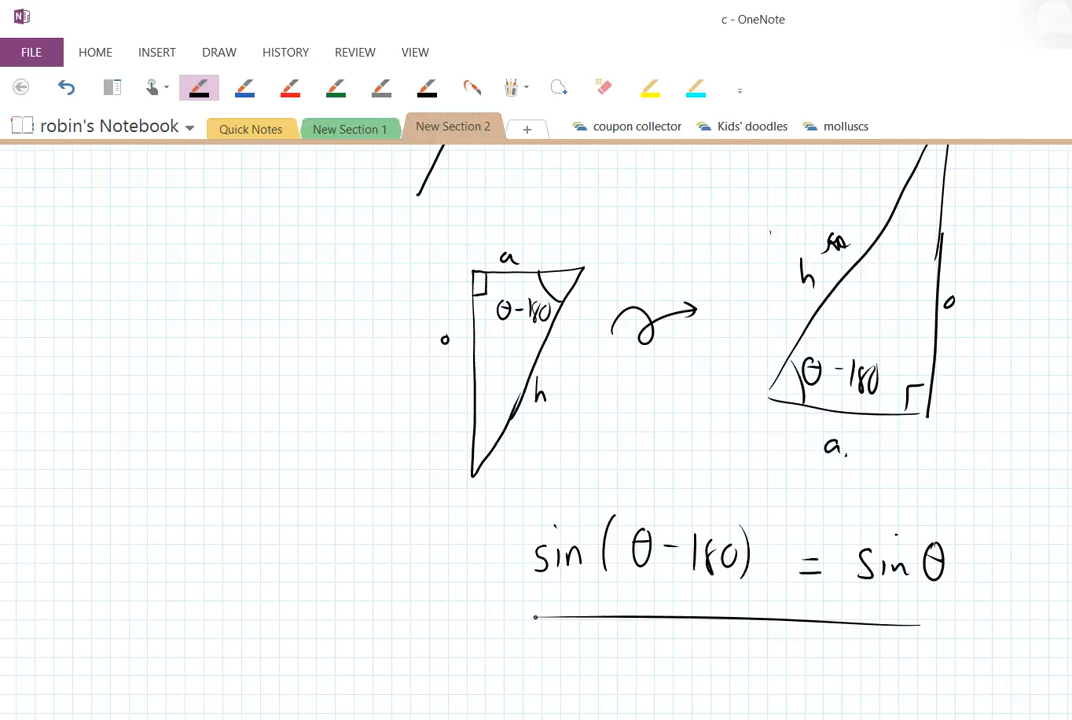 c - OneNote
FILE HOME INSERT DRAW HISTORY REVIEW VIEW
robin's Notebook Quick Notes New Section 1 New Section 2 + coupon collector Kids' doodles molluscs
a
θ-180
o
h
h
o
θ-180
a.
sin(θ-180) = sinθ